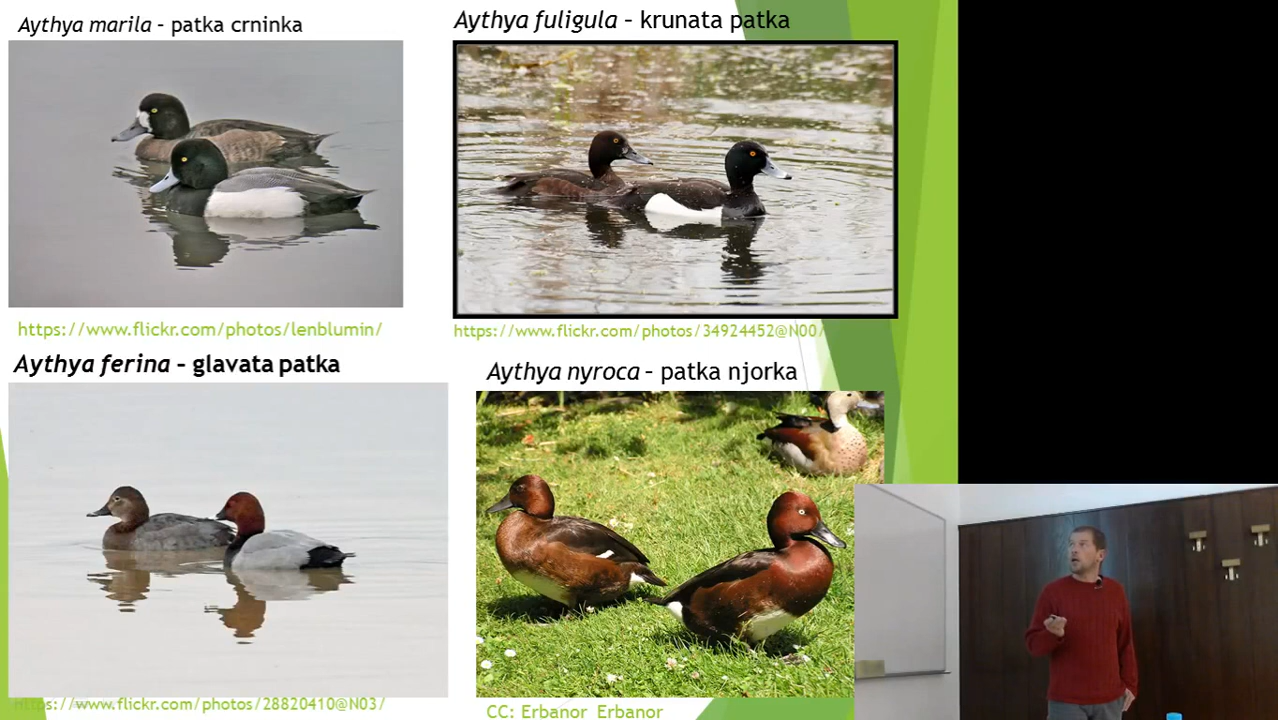 Aythya marila – patka crninka
Aythya fuligula – krunata patka
https://www.flickr.com/photos/lenblumin/
https://www.flickr.com/photos/34924452@N00/
Aythya ferina – glavata patka
Aythya nyroca – patka njorka
https://www.flickr.com/photos/28820410@N03/
CC: Erbanor Erbanor